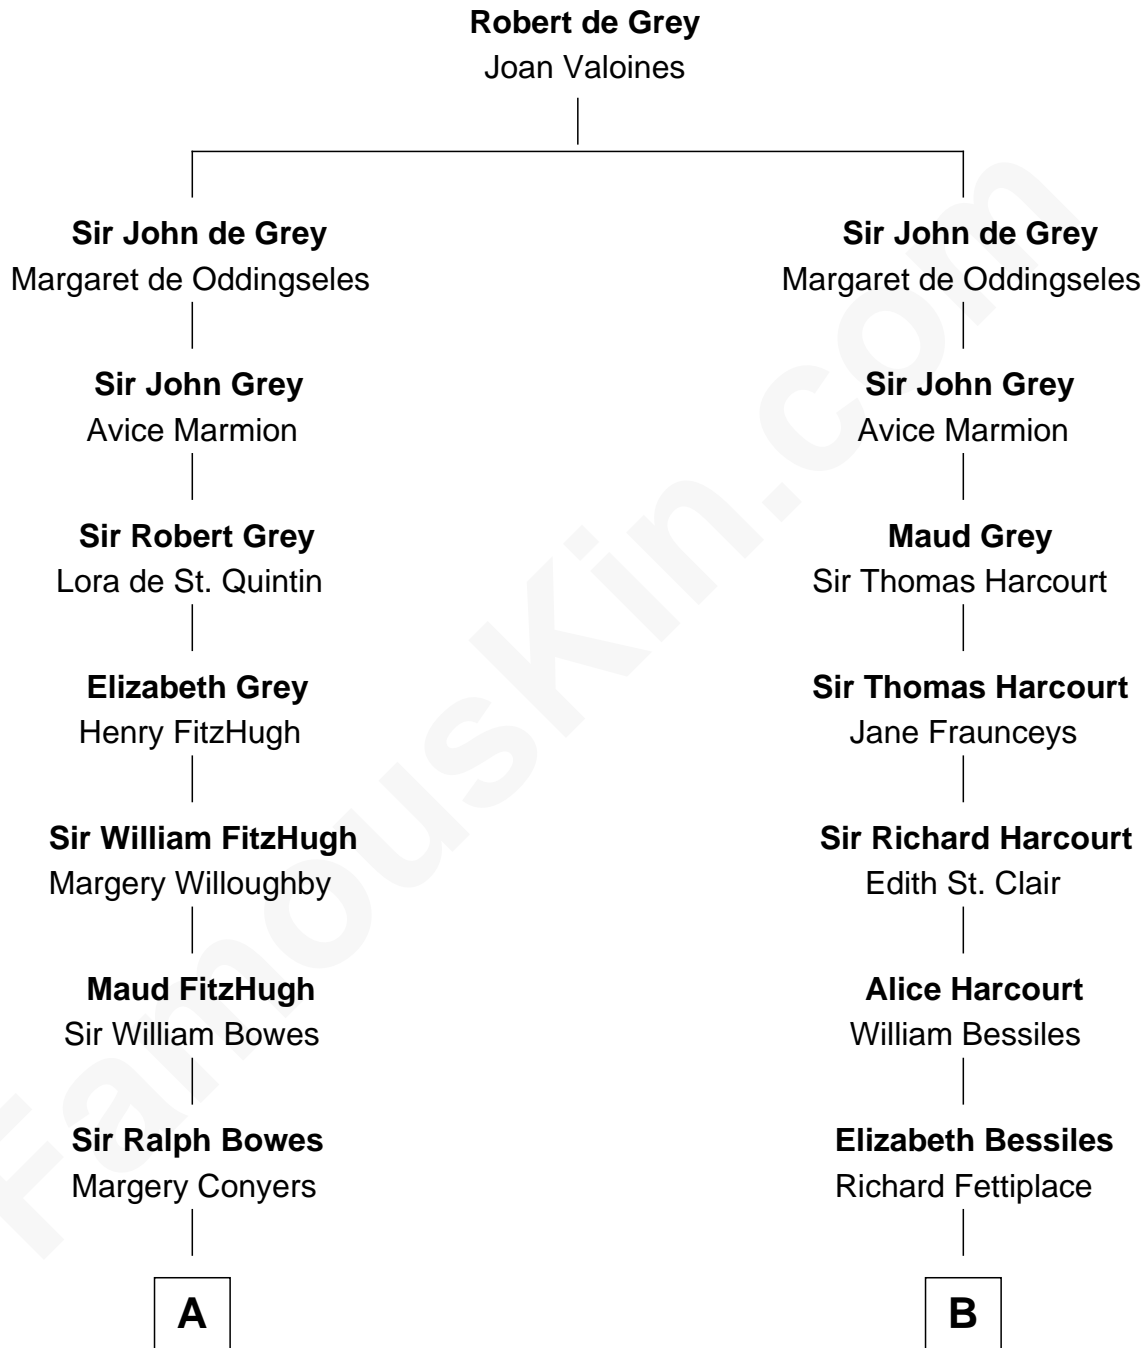 Robert de Grey
Joan Valoines
Sir John de Grey
Margaret de Oddingseles
Sir John de Grey
Margaret de Oddingseles
Sir John Grey
Avice Marmion
Sir John Grey
Avice Marmion
Sir Robert Grey
Lora de St. Quintin
Maud Grey
Sir Thomas Harcourt
Elizabeth Grey
Henry FitzHugh
Sir Thomas Harcourt
Jane Fraunceys
Sir William FitzHugh
Margery Willoughby
Sir Richard Harcourt
Edith St. Clair
Maud FitzHugh
Sir William Bowes
Alice Harcourt
William Bessiles
Sir Ralph Bowes
Margery Conyers
Elizabeth Bessiles
Richard Fettiplace
A
B
FamousKin.com